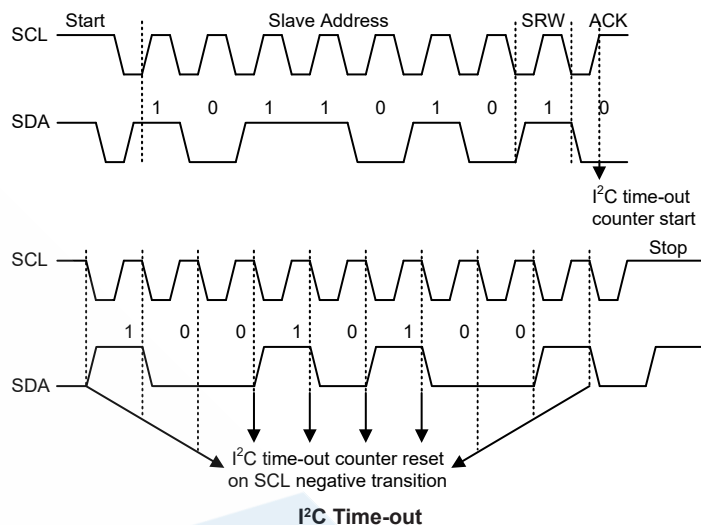 Start Slave Address SRW ACK
SCL
1 0 1 1 0 1 0 1 0
SDA
I²C time-out
counter start
Stop
SCL
1 0 0 1 0 1 0 0
SDA
I²C time-out counter reset
on SCL negative transition
I²C Time-out